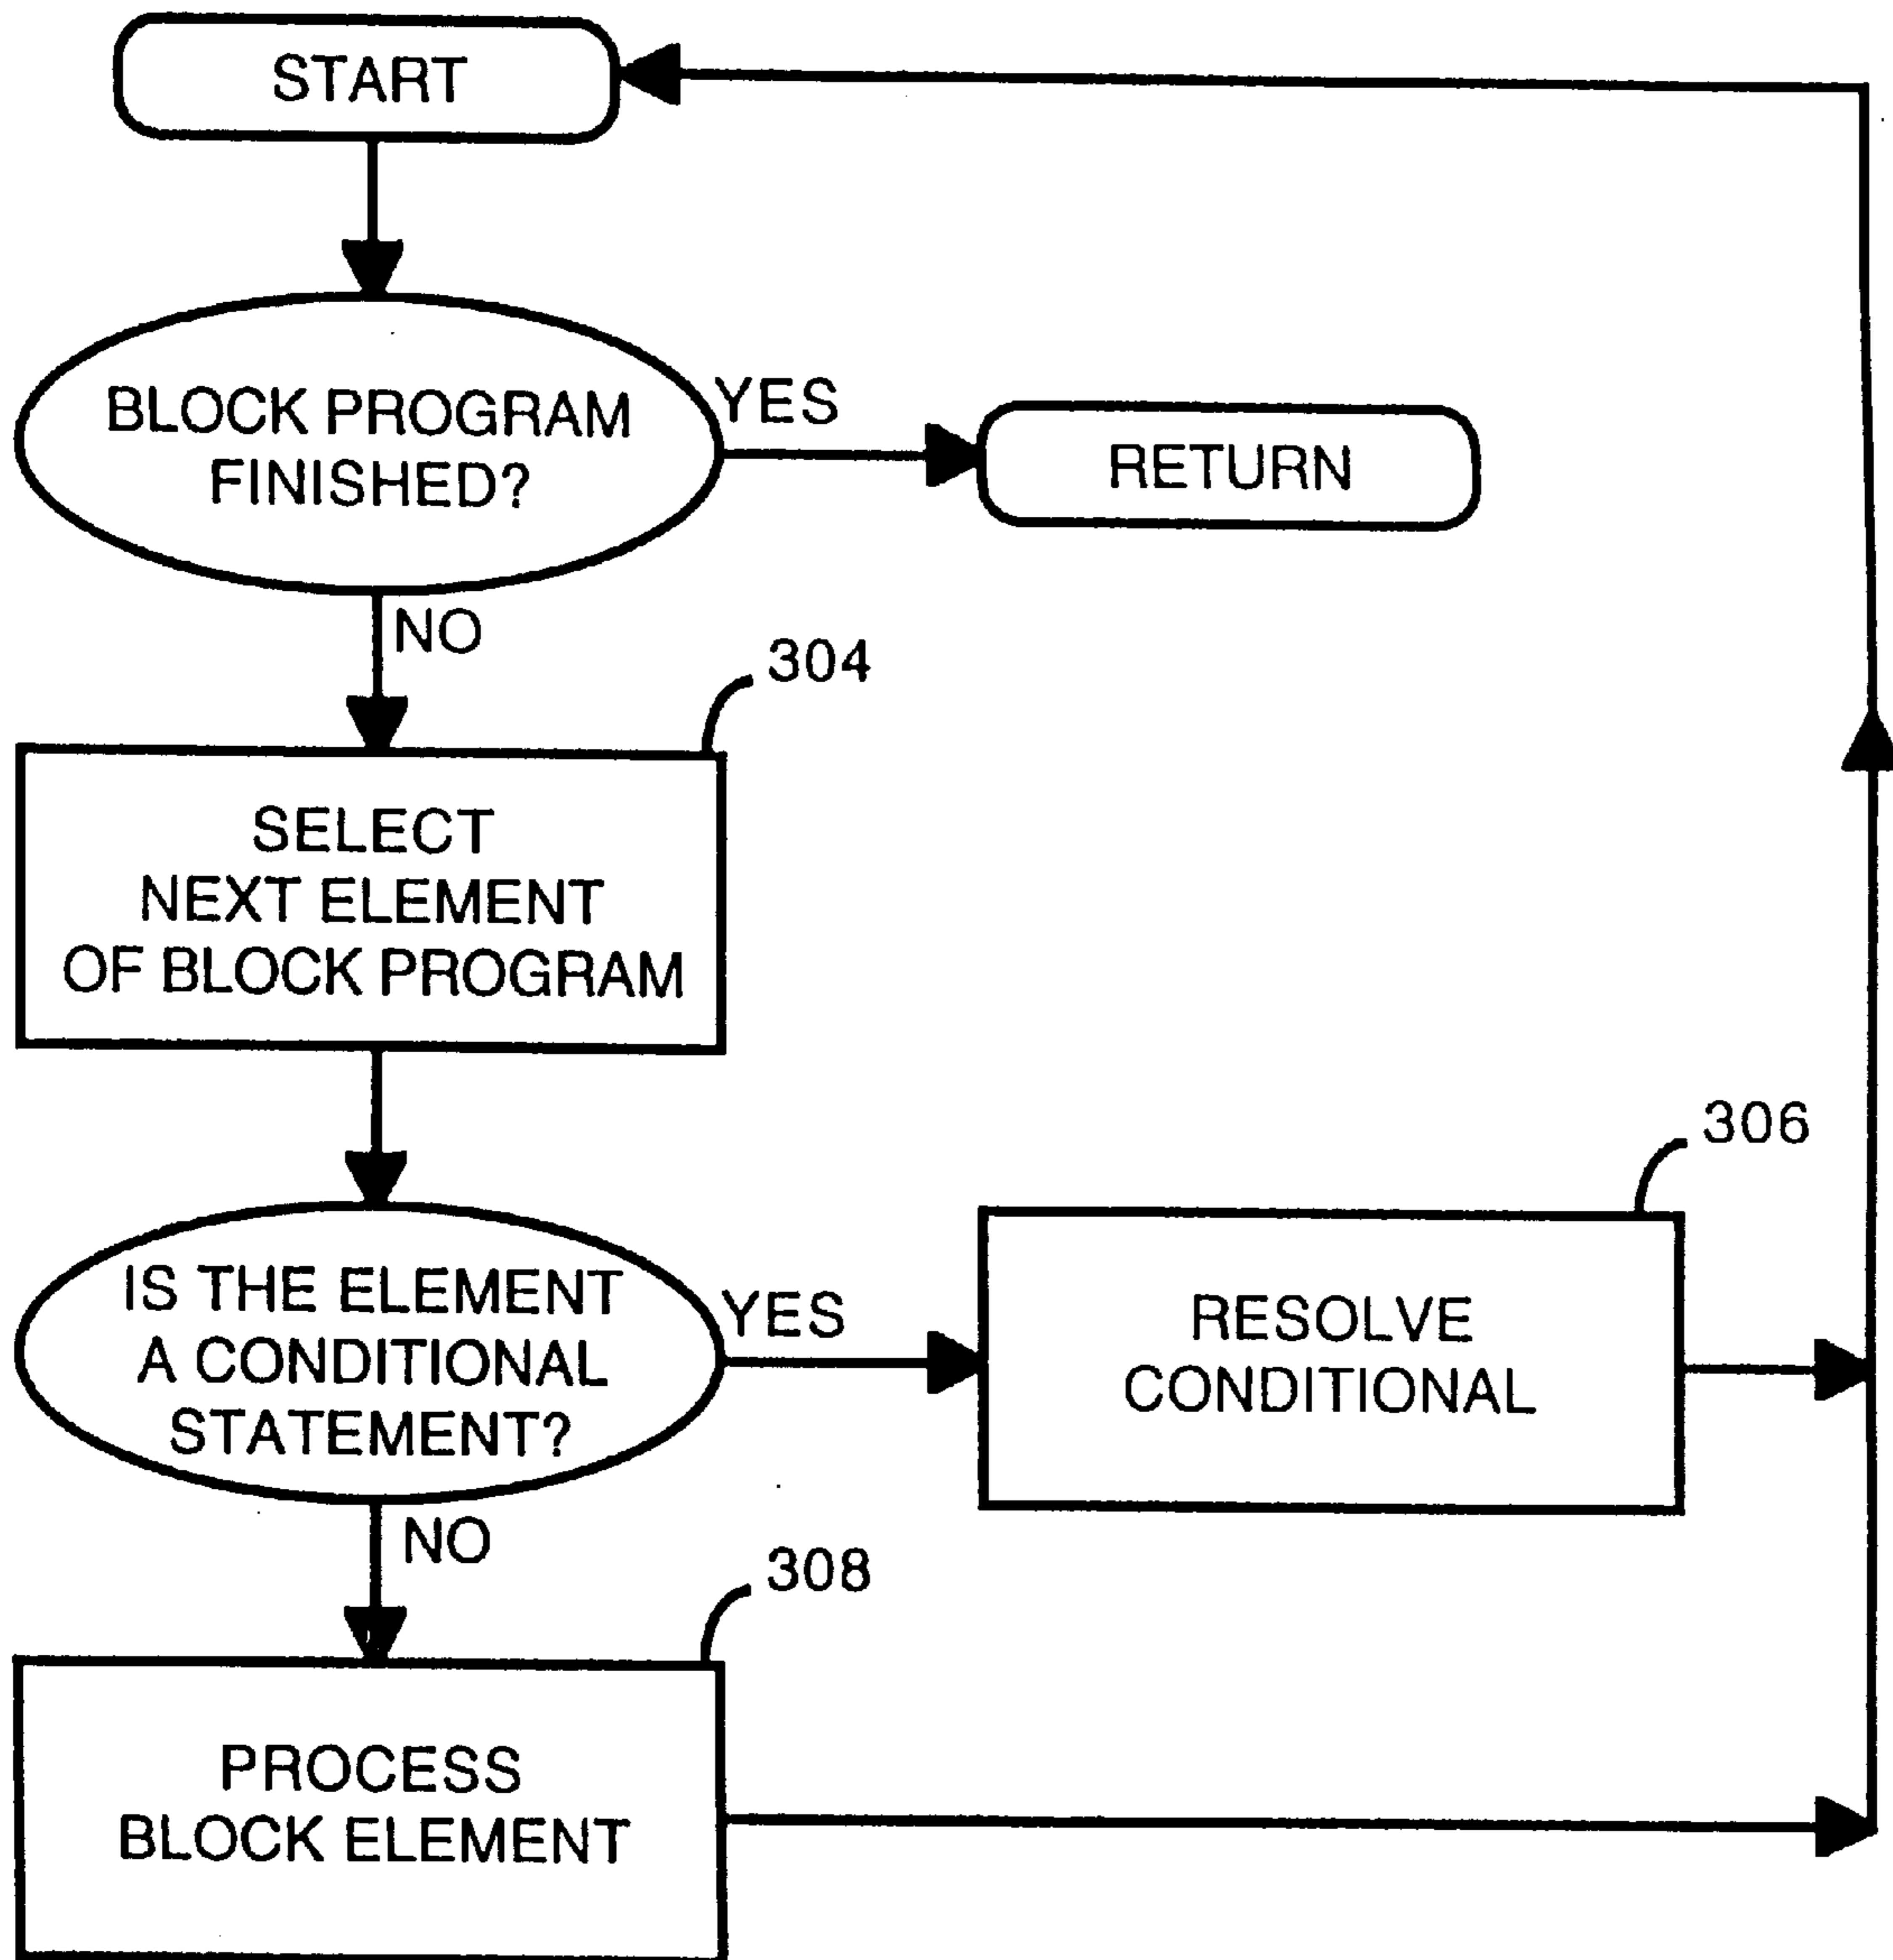 START
BLOCK PROGRAM
FINISHED?
YES
RETURN
NO
304
SELECT
NEXT ELEMENT
OF BLOCK PROGRAM
306
IS THE ELEMENT
A CONDITIONAL
STATEMENT?
YES
RESOLVE
CONDITIONAL
NO
308
PROCESS
BLOCK ELEMENT